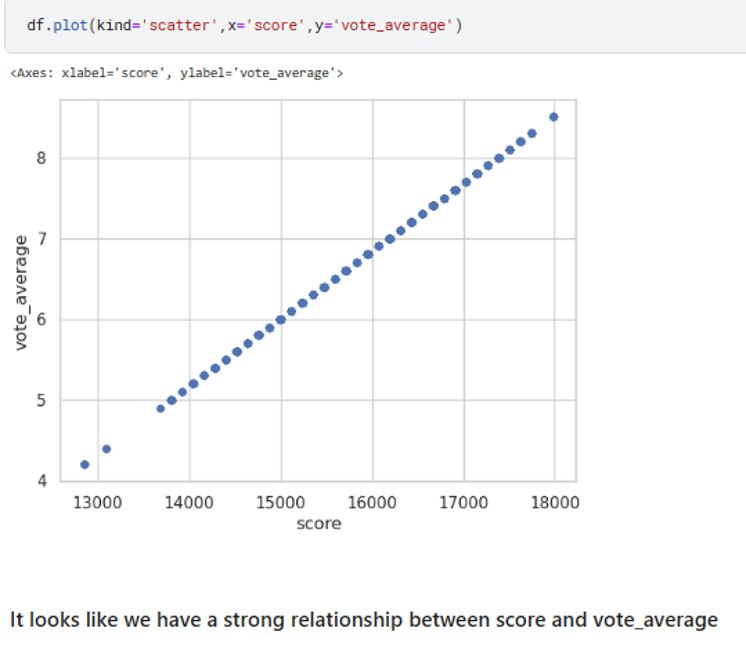 df.plot(kind='scatter',x='score',y='vote_average')
<Axes: xlabel='score', ylabel='vote_average'>
8
7
6
5
4
vote_average
13000 14000 15000 16000 17000 18000
score
It looks like we have a strong relationship between score and vote_average